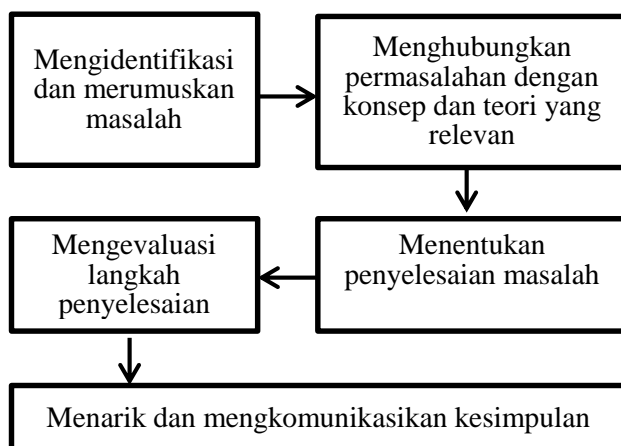 Mengidentifikasi
dan merumuskan
masalah
Menghubungkan
permasalahan dengan
konsep dan teori yang
relevan
Menentukan
penyelesaian masalah
Mengevaluasi
langkah
penyelesaian
Menarik dan mengkomunikasikan kesimpulan